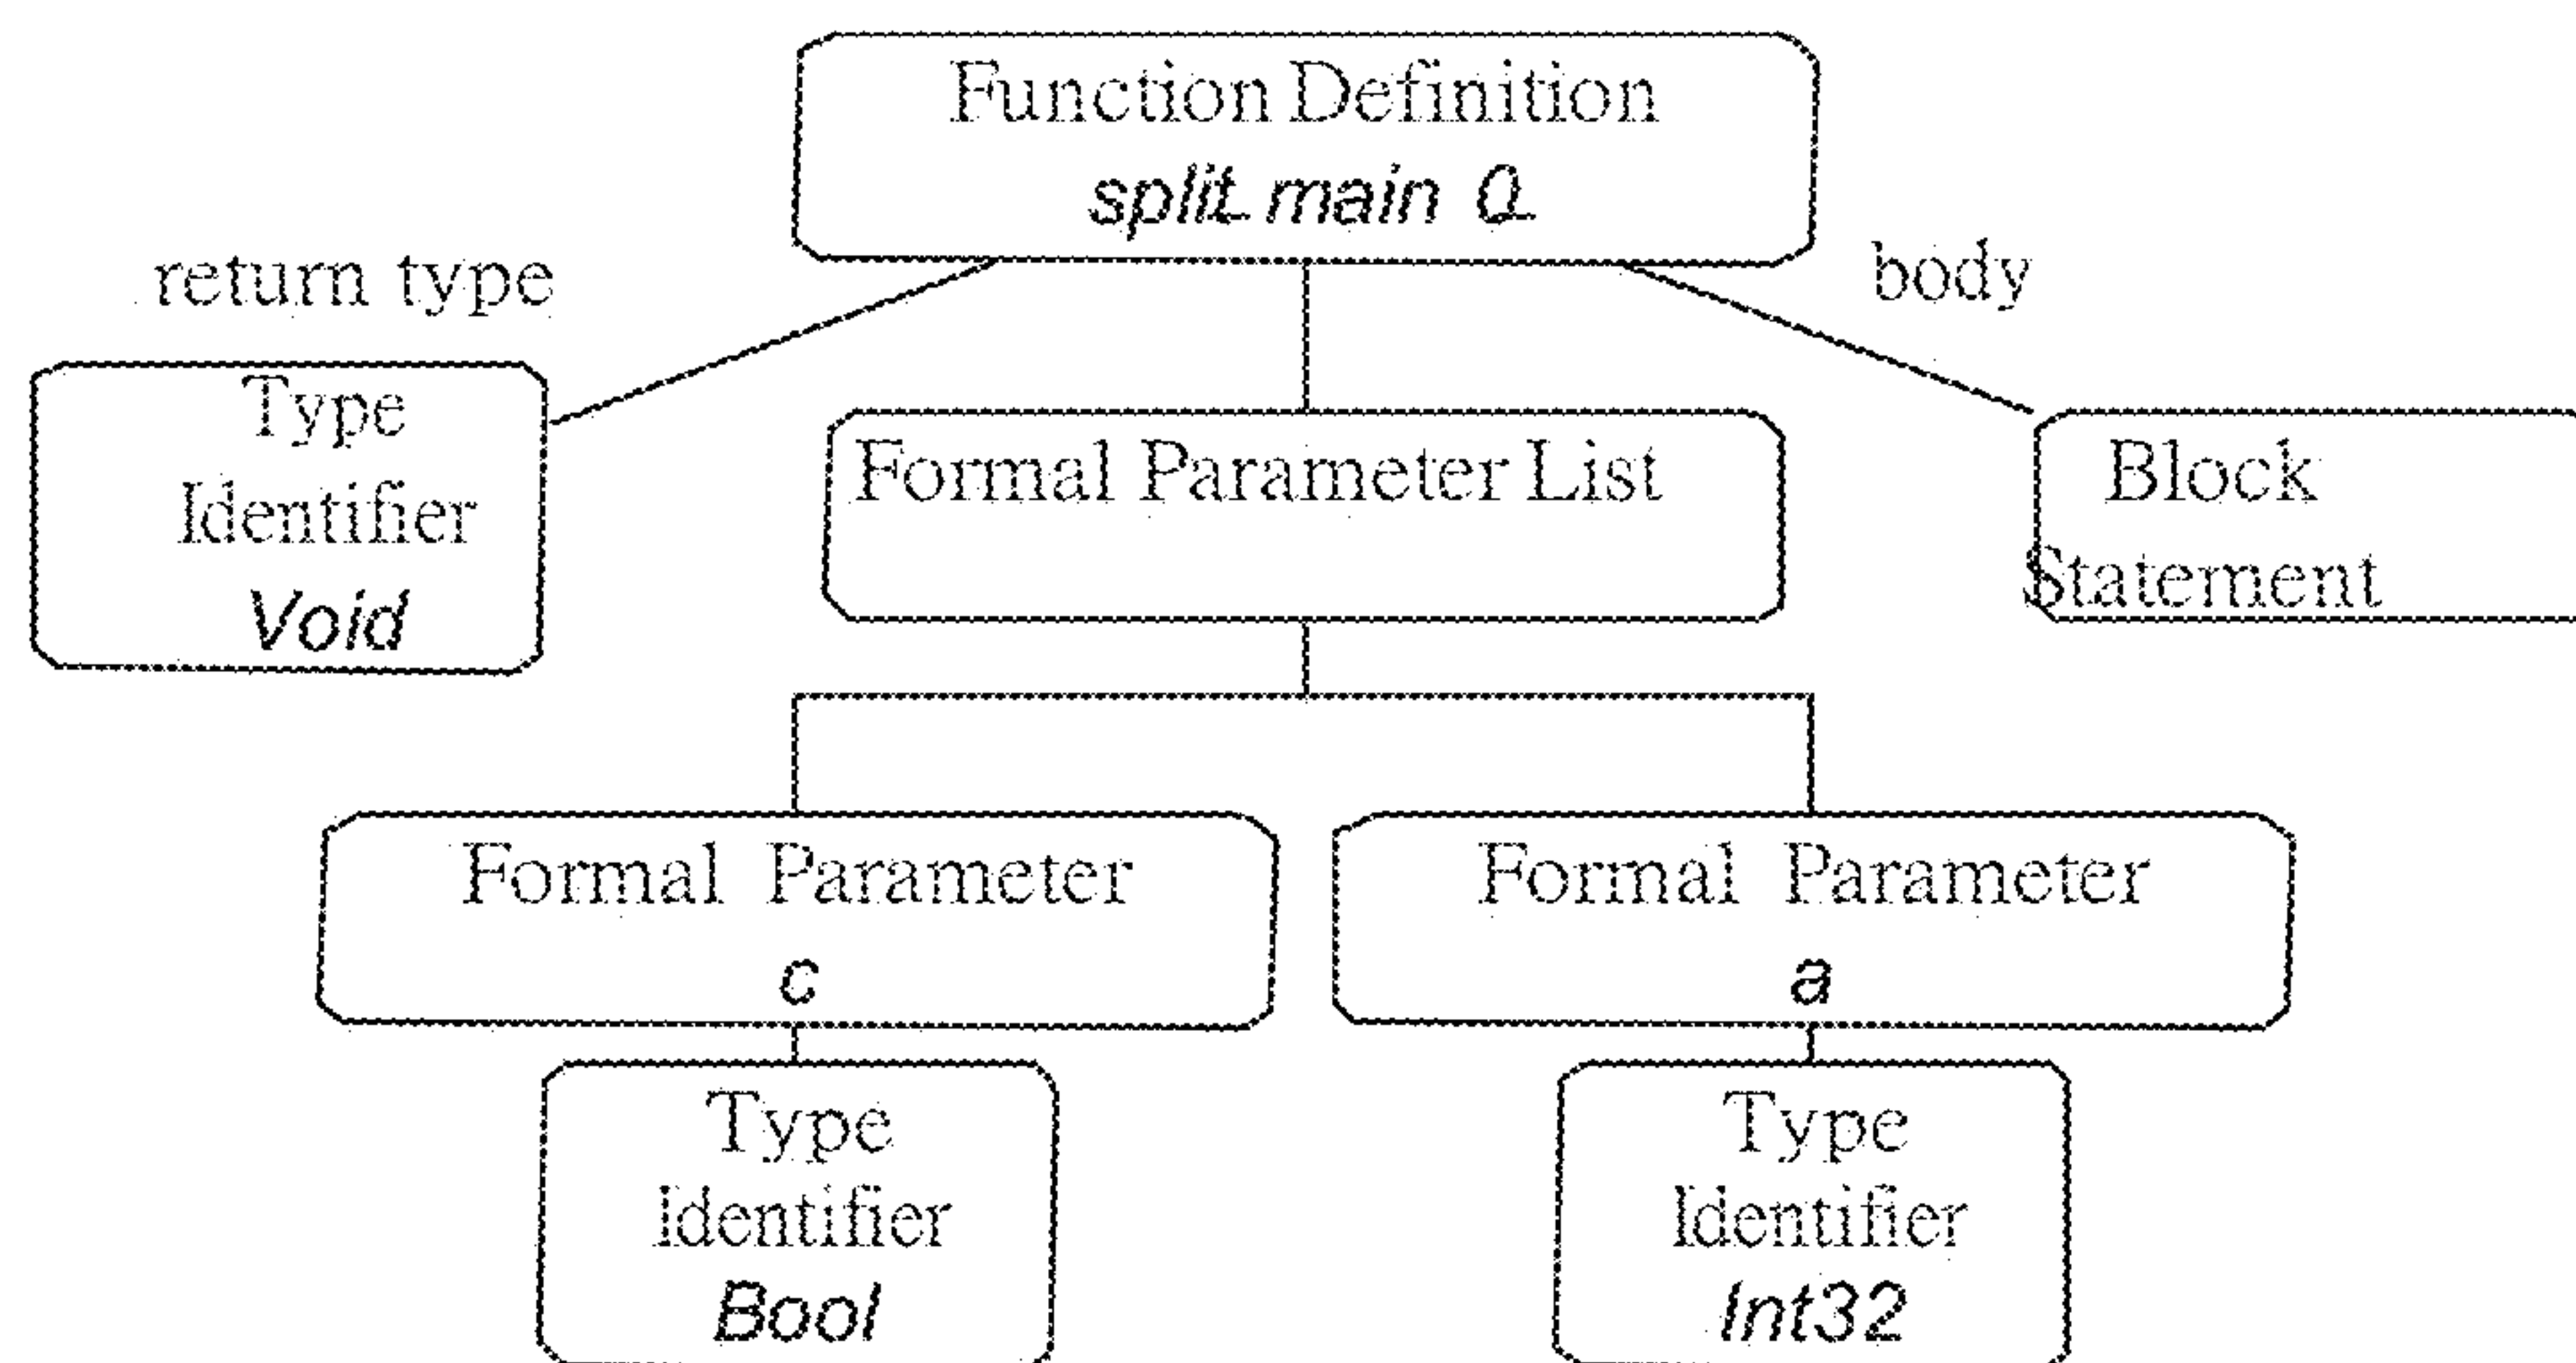 Function Definition
split_main_0_
return type
body
Type
Identifier
Void
Formal Parameter List
Block
Statement
Formal Parameter
c
Formal Parameter
a
Type
Identifier
Bool
Type
Identifier
Int32